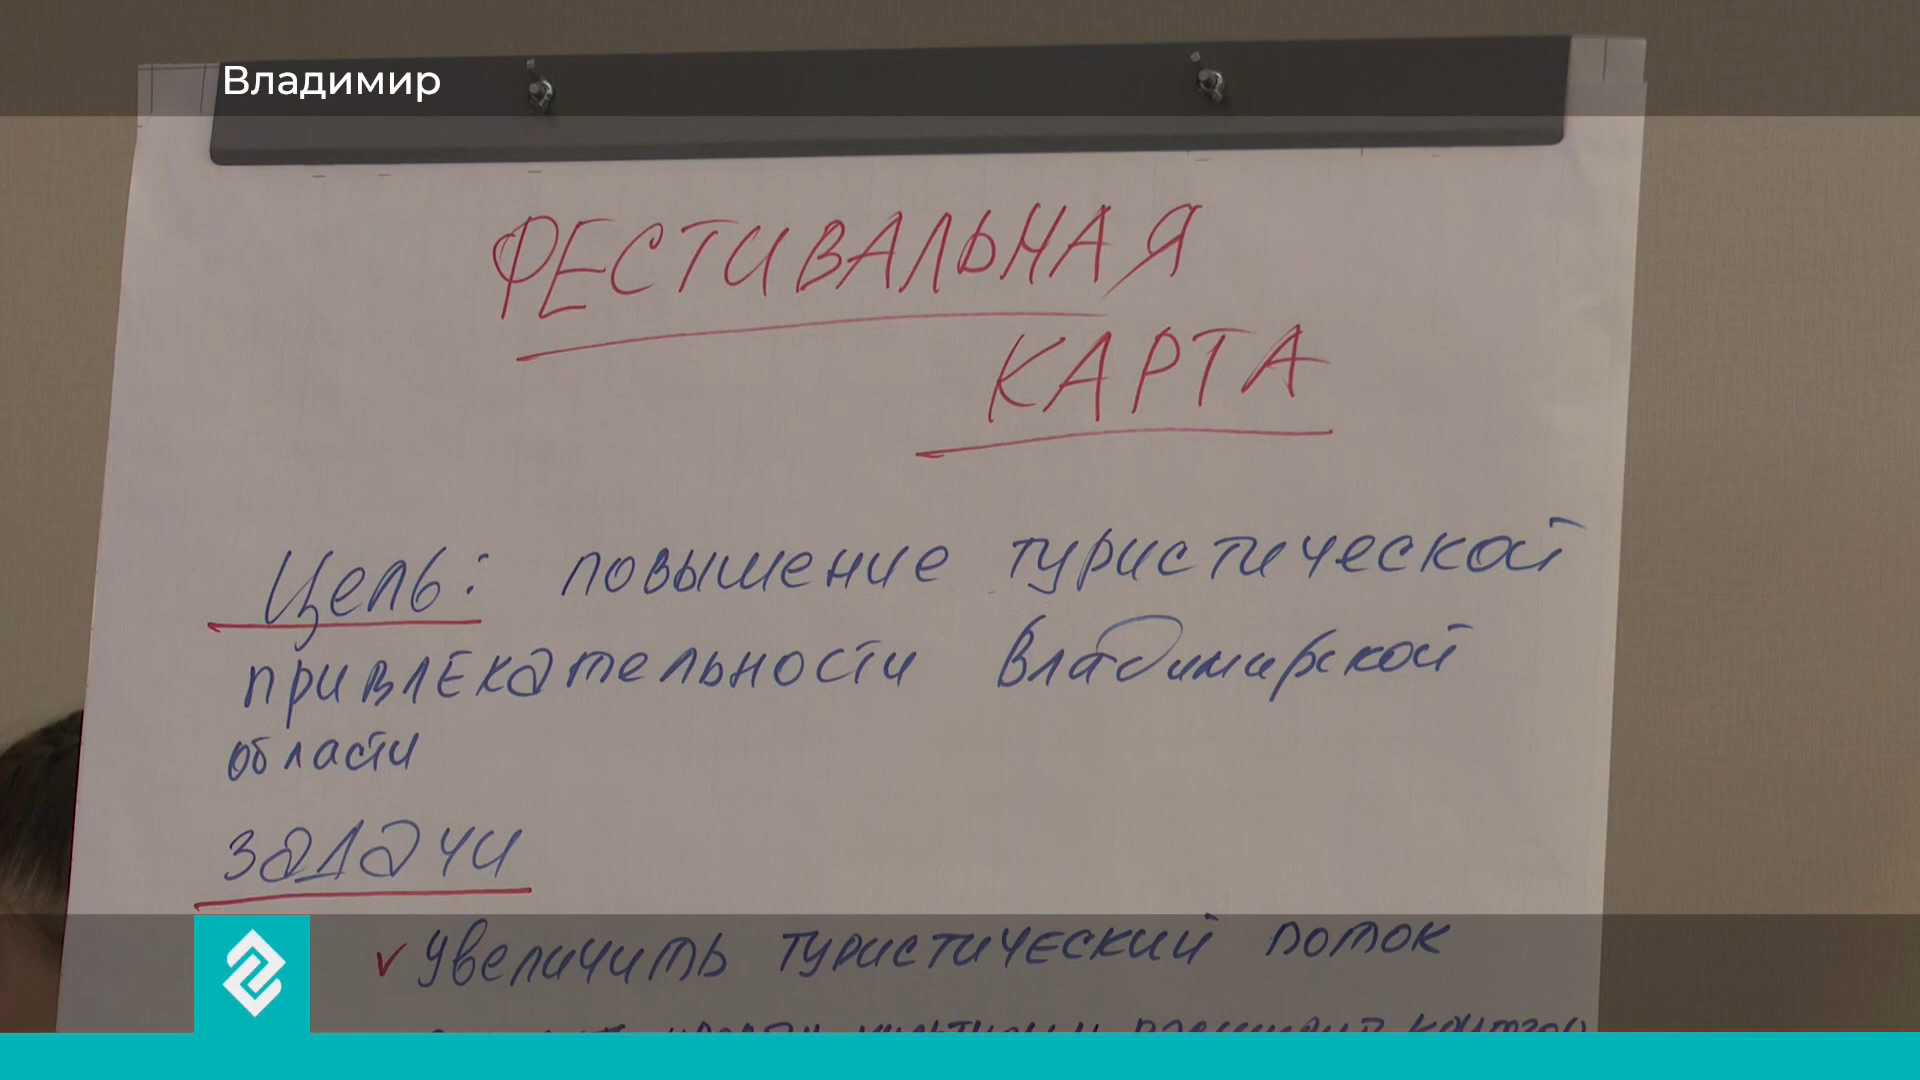 Владимир
ФЕСТИВАЛЬНАЯ
КАРТА
Цель: повышение туристической
привлекательности Владимирской
области
задачи
✓ увеличить туристический поток